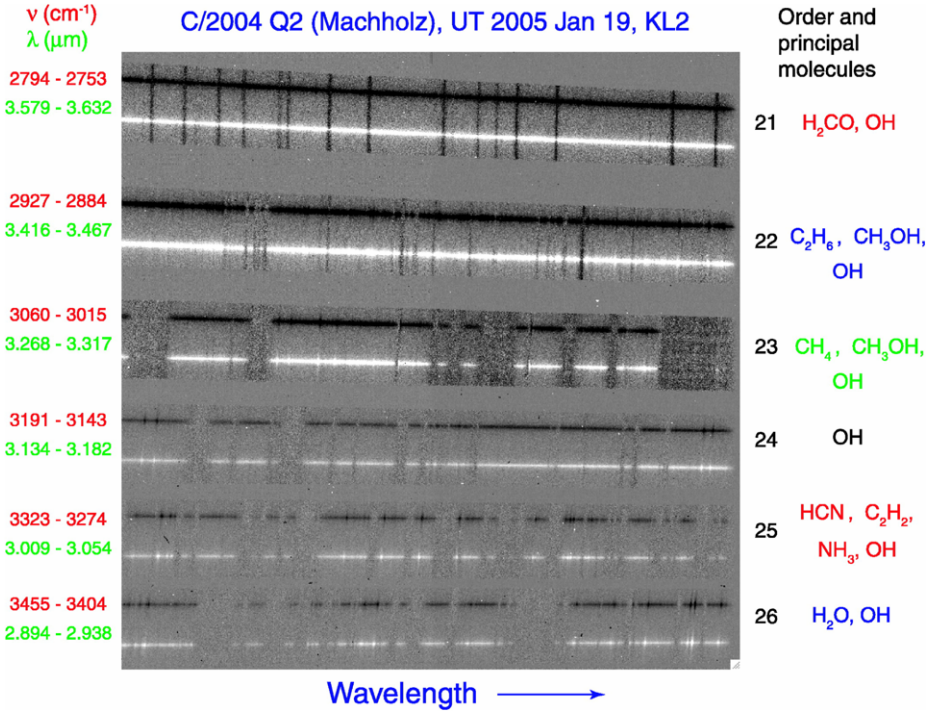 ν (cm⁻¹)
λ (μm)
C/2004 Q2 (Machholz), UT 2005 Jan 19, KL2
Order and
principal
molecules
2794 - 2753
3.579 - 3.632
21 H₂CO, OH
2927 - 2884
3.416 - 3.467
22 C₂H₆, CH₃OH,
OH
3060 - 3015
3.268 - 3.317
23 CH₄, CH₃OH,
OH
3191 - 3143
3.134 - 3.182
24 OH
3323 - 3274
3.009 - 3.054
25 HCN, C₂H₂,
NH₃, OH
3455 - 3404
2.894 - 2.938
26 H₂O, OH
Wavelength